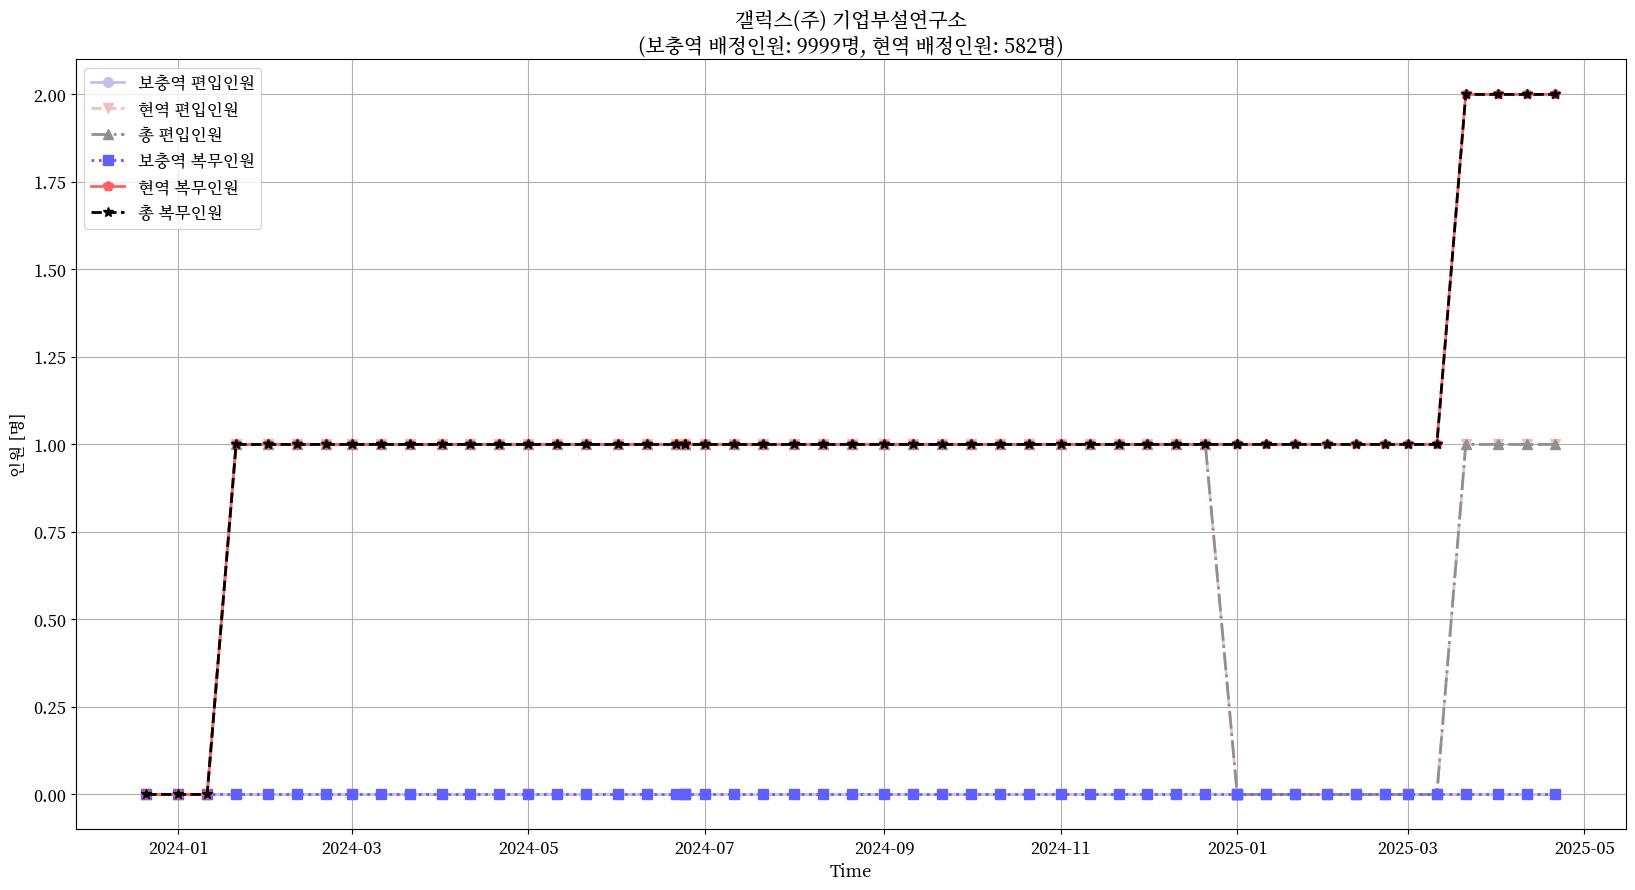 갤럭스(주) 기업부설연구소
(보충역 배정인원: 9999명, 현역 배정인원: 582명)
보충역 편입인원
현역 편입인원
총 편입인원
보충역 복무인원
현역 복무인원
총 복무인원
인원 [명]
2.00
1.75
1.50
1.25
1.00
0.75
0.50
0.25
0.00
2024-01
2024-03
2024-05
2024-07
2024-09
2024-11
2025-01
2025-03
2025-05
Time